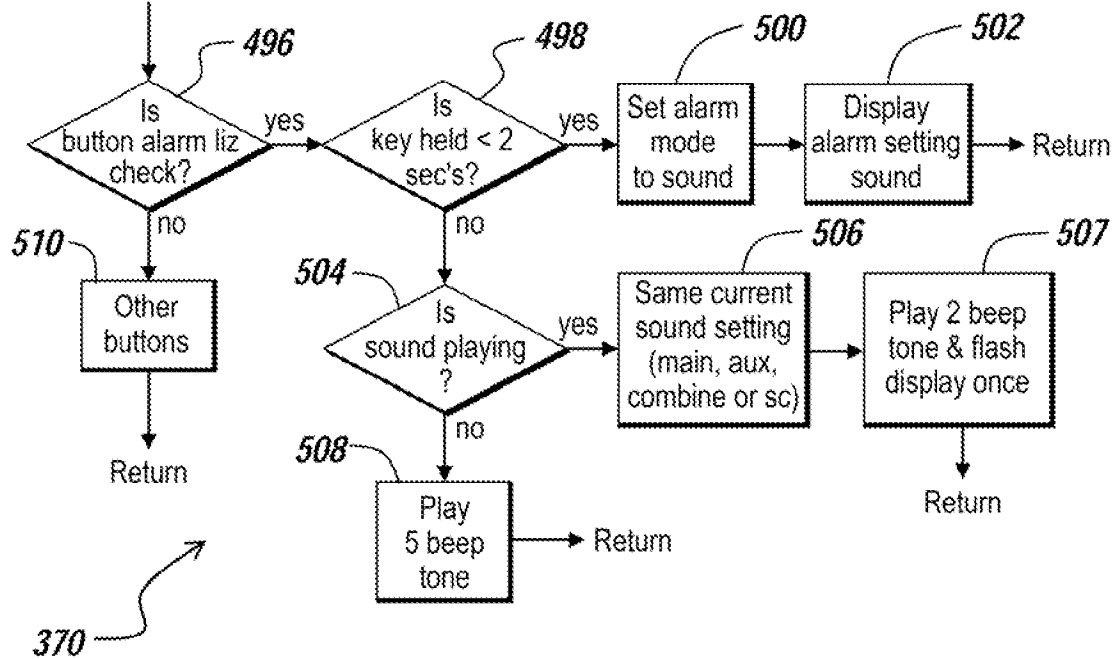 496
498
500
502
Is
button alarm liz
check?
yes
Is
key held < 2
sec's?
yes
Set alarm
mode
to sound
Display
alarm setting
sound
Return
no
no
510
Other
buttons
Return
504
Is
sound playing
?
yes
506
Same current
sound setting
(main, aux,
combine or sc)
507
Play 2 beep
tone & flash
display once
Return
no
508
Play
5 beep
tone
Return
370